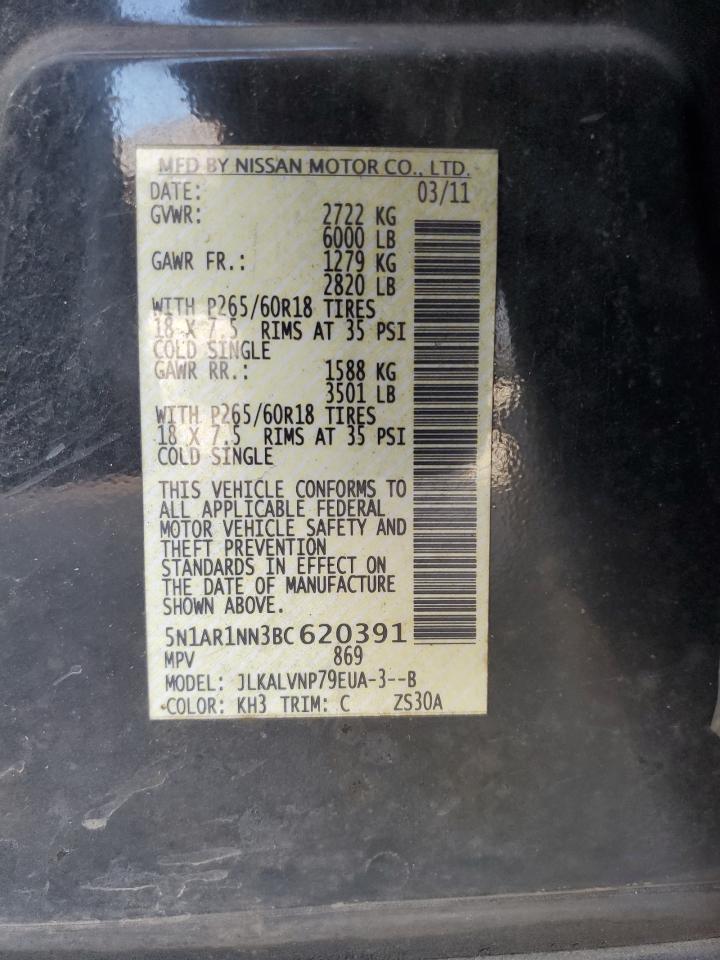 MFD BY NISSAN MOTOR CO., LTD.
DATE: 03/11
GVWR: 2722 KG
6000 LB
GAWR FR.: 1279 KG
2820 LB
WITH P265/60R18 TIRES
18 X 7.5 RIMS AT 35 PSI
COLD SINGLE
GAWR RR.: 1588 KG
3501 LB
WITH P265/60R18 TIRES
18 X 7.5 RIMS AT 35 PSI
COLD SINGLE
THIS VEHICLE CONFORMS TO
ALL APPLICABLE FEDERAL
MOTOR VEHICLE SAFETY AND
THEFT PREVENTION
STANDARDS IN EFFECT ON
THE DATE OF MANUFACTURE
SHOWN ABOVE.
5N1AR1NN3BC620391
MPV 869
MODEL: JLKALVNP79EUA-3--B
COLOR: KH3 TRIM: C ZS30A